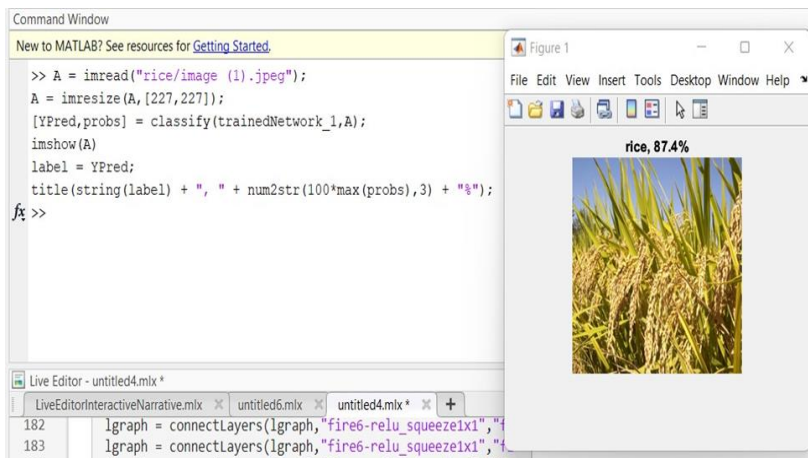 Command Window
New to MATLAB? See resources for Getting Started.
>> A = imread("rice/image (1).jpeg");
A = imresize(A,[227,227]);
[YPred,probs] = classify(trainedNetwork_1,A);
imshow(A)
label = YPred;
title(string(label) + ", " + num2str(100*max(probs),3) + "%");
fx >>
Figure 1
File Edit View Insert Tools Desktop Window Help
rice, 87.4%
Live Editor - untitled4.mlx *
LiveEditorInteractiveNarrative.mlx untitled6.mlx untitled4.mlx * +
182 lgraph = connectLayers(lgraph,"fire6-relu_squeeze1x1","f
183 lgraph = connectLayers(lgraph,"fire6-relu_squeeze1x1",